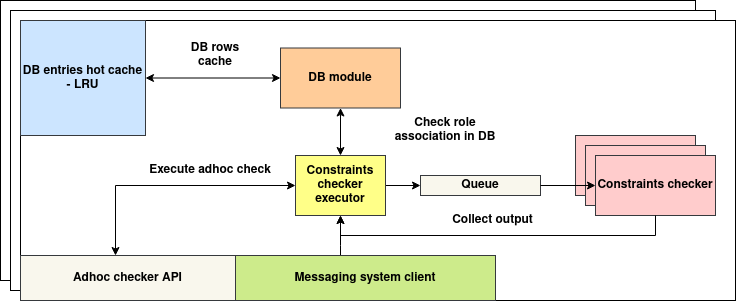 DB rows
cache
DB entries hot cache
- LRU
DB module
Check role
association in DB
Execute adhoc check
Constraints
checker
executor
Queue
Constraints checker
Collect output
Adhoc checker API
Messaging system client